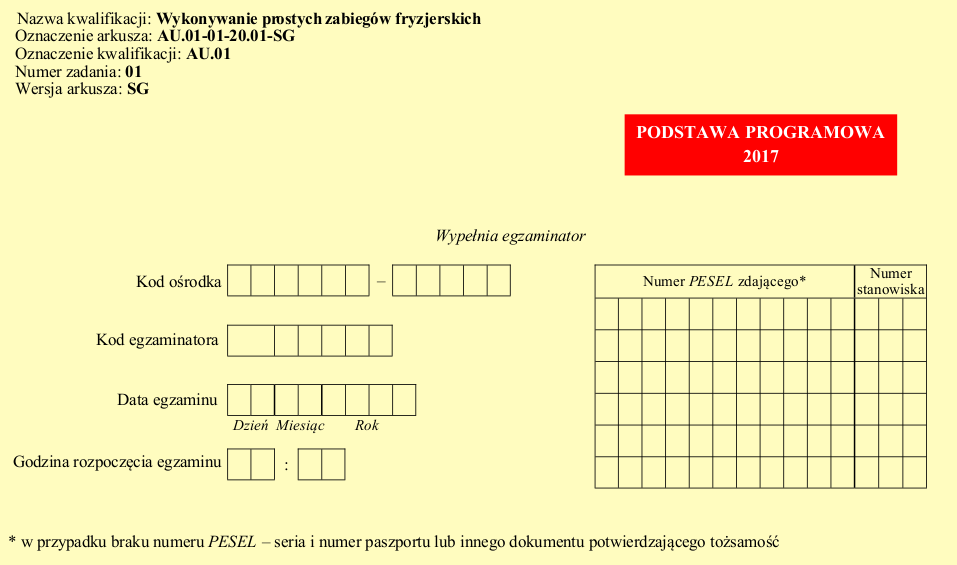 Nazwa kwalifikacji: Wykonywanie prostych zabiegów fryzjerskich
Oznaczenie arkusza: AU.01-01-20.01-SG
Oznaczenie kwalifikacji: AU.01
Numer zadania: 01
Wersja arkusza: SG
PODSTAWA PROGRAMOWA
2017
Wypełnia egzaminator
Kod ośrodka –
Numer PESEL zdającego*
Numer
stanowiska
Kod egzaminatora
Data egzaminu
Dzień Miesiąc Rok
Godzina rozpoczęcia egzaminu :
* w przypadku braku numeru PESEL – seria i numer paszportu lub innego dokumentu potwierdzającego tożsamość